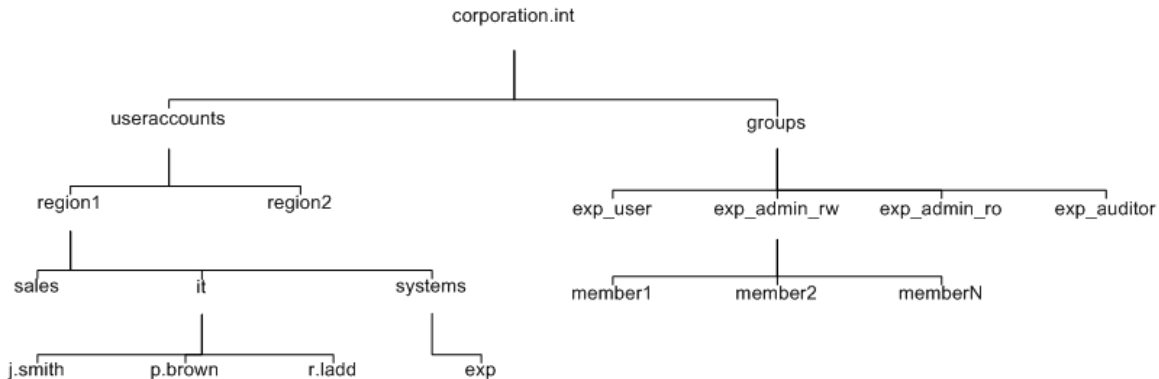 corporation.int
useraccounts
groups
region1
region2
exp_user
exp_admin_rw
exp_admin_ro
exp_auditor
sales
it
systems
member1
member2
memberN
j.smith
p.brown
r.ladd
exp